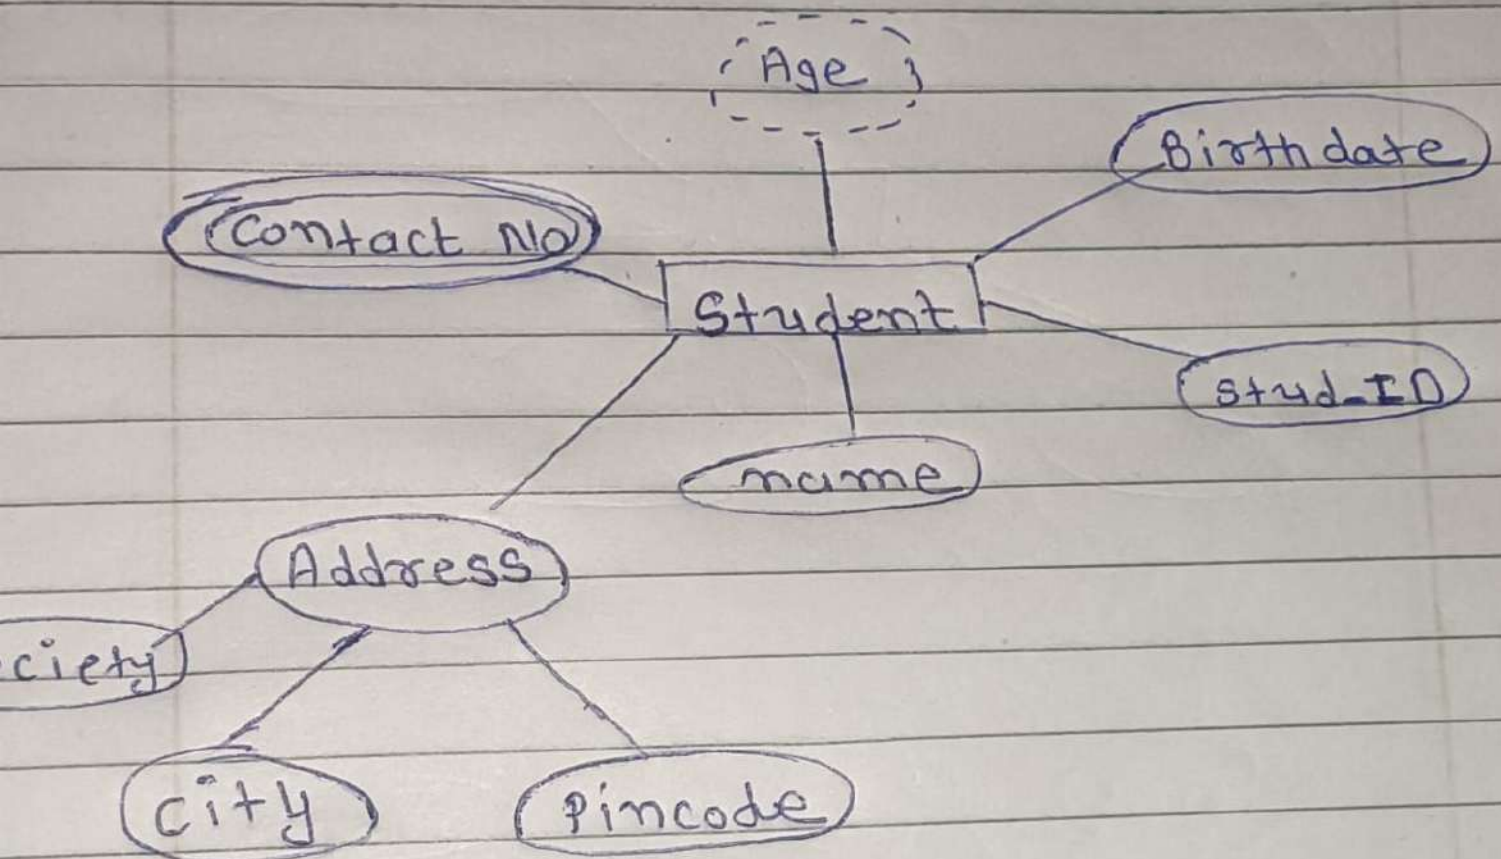 Age
Birthdate
Contact No
Student
Stud_ID
name
Address
ciety
City
Pincode